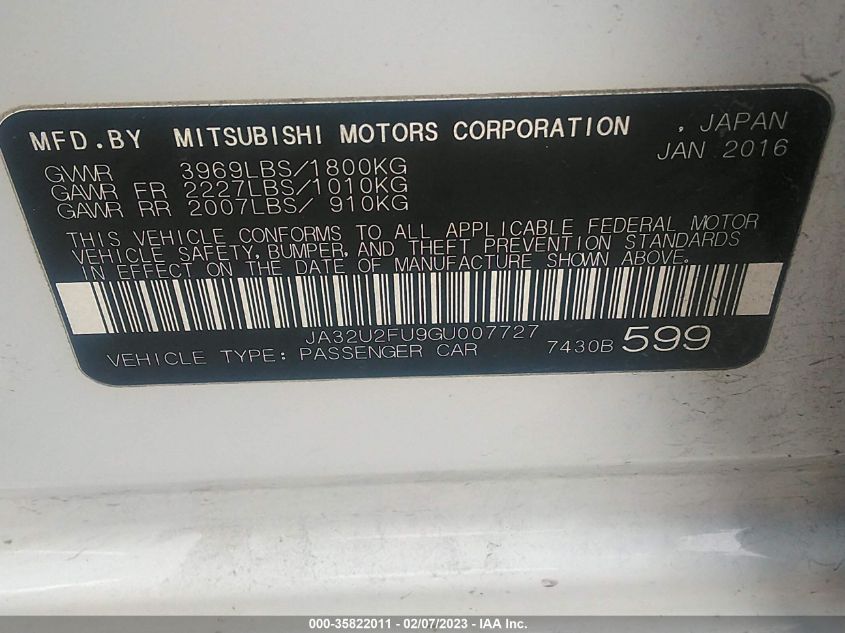 MFD.BY MITSUBISHI MOTORS CORPORATION , JAPAN
JAN 2016
GVWR 3969LBS/1800KG
GAWR FR 2227LBS/1010KG
GAWR RR 2007LBS/ 910KG
THIS VEHICLE CONFORMS TO ALL APPLICABLE FEDERAL MOTOR
VEHICLE SAFETY, BUMPER, AND THEFT PREVENTION STANDARDS
IN EFFECT ON THE DATE OF MANUFACTURE SHOWN ABOVE.
JA32U2FU9GU007727
VEHICLE TYPE: PASSENGER CAR 7430B 599
000-35822011 - 02/07/2023 - IAA Inc.